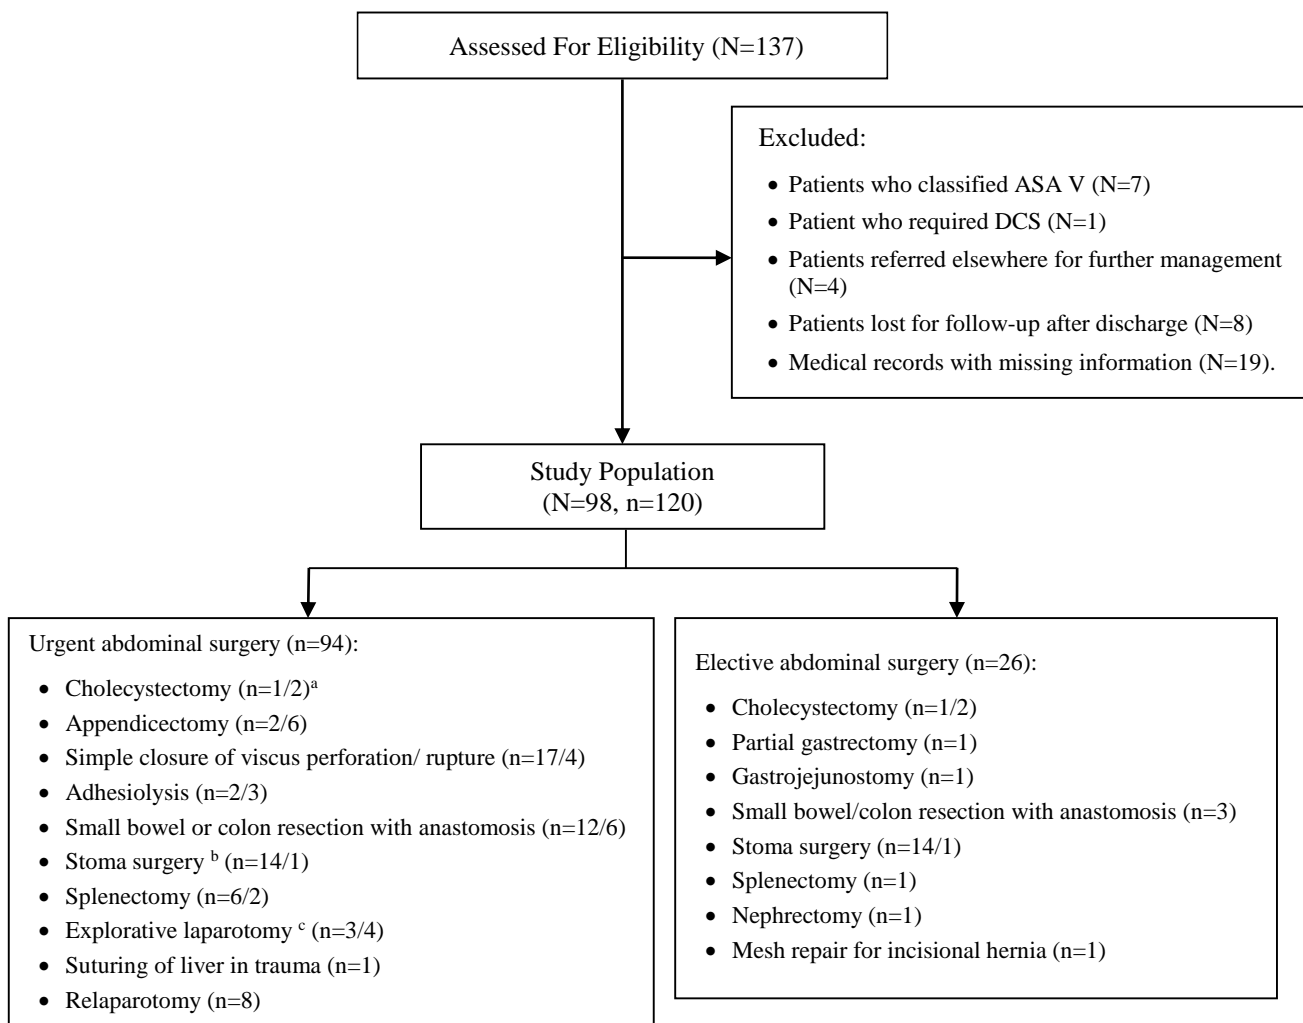 Assessed For Eligibility (N=137)
Excluded:
• Patients who classified ASA V (N=7)
• Patient who required DCS (N=1)
• Patients referred elsewhere for further management
(N=4)
• Patients lost for follow-up after discharge (N=8)
• Medical records with missing information (N=19).
Study Population
(N=98, n=120)
Urgent abdominal surgery (n=94):
• Cholecystectomy (n=1/2)ᵃ
• Appendicectomy (n=2/6)
• Simple closure of viscus perforation/ rupture (n=17/4)
• Adhesiolysis (n=2/3)
• Small bowel or colon resection with anastomosis (n=12/6)
• Stoma surgery ᵇ (n=14/1)
• Splenectomy (n=6/2)
• Explorative laparotomy ᶜ (n=3/4)
• Suturing of liver in trauma (n=1)
• Relaparotomy (n=8)
Elective abdominal surgery (n=26):
• Cholecystectomy (n=1/2)
• Partial gastrectomy (n=1)
• Gastrojejunostomy (n=1)
• Small bowel/colon resection with anastomosis (n=3)
• Stoma surgery (n=14/1)
• Splenectomy (n=1)
• Nephrectomy (n=1)
• Mesh repair for incisional hernia (n=1)